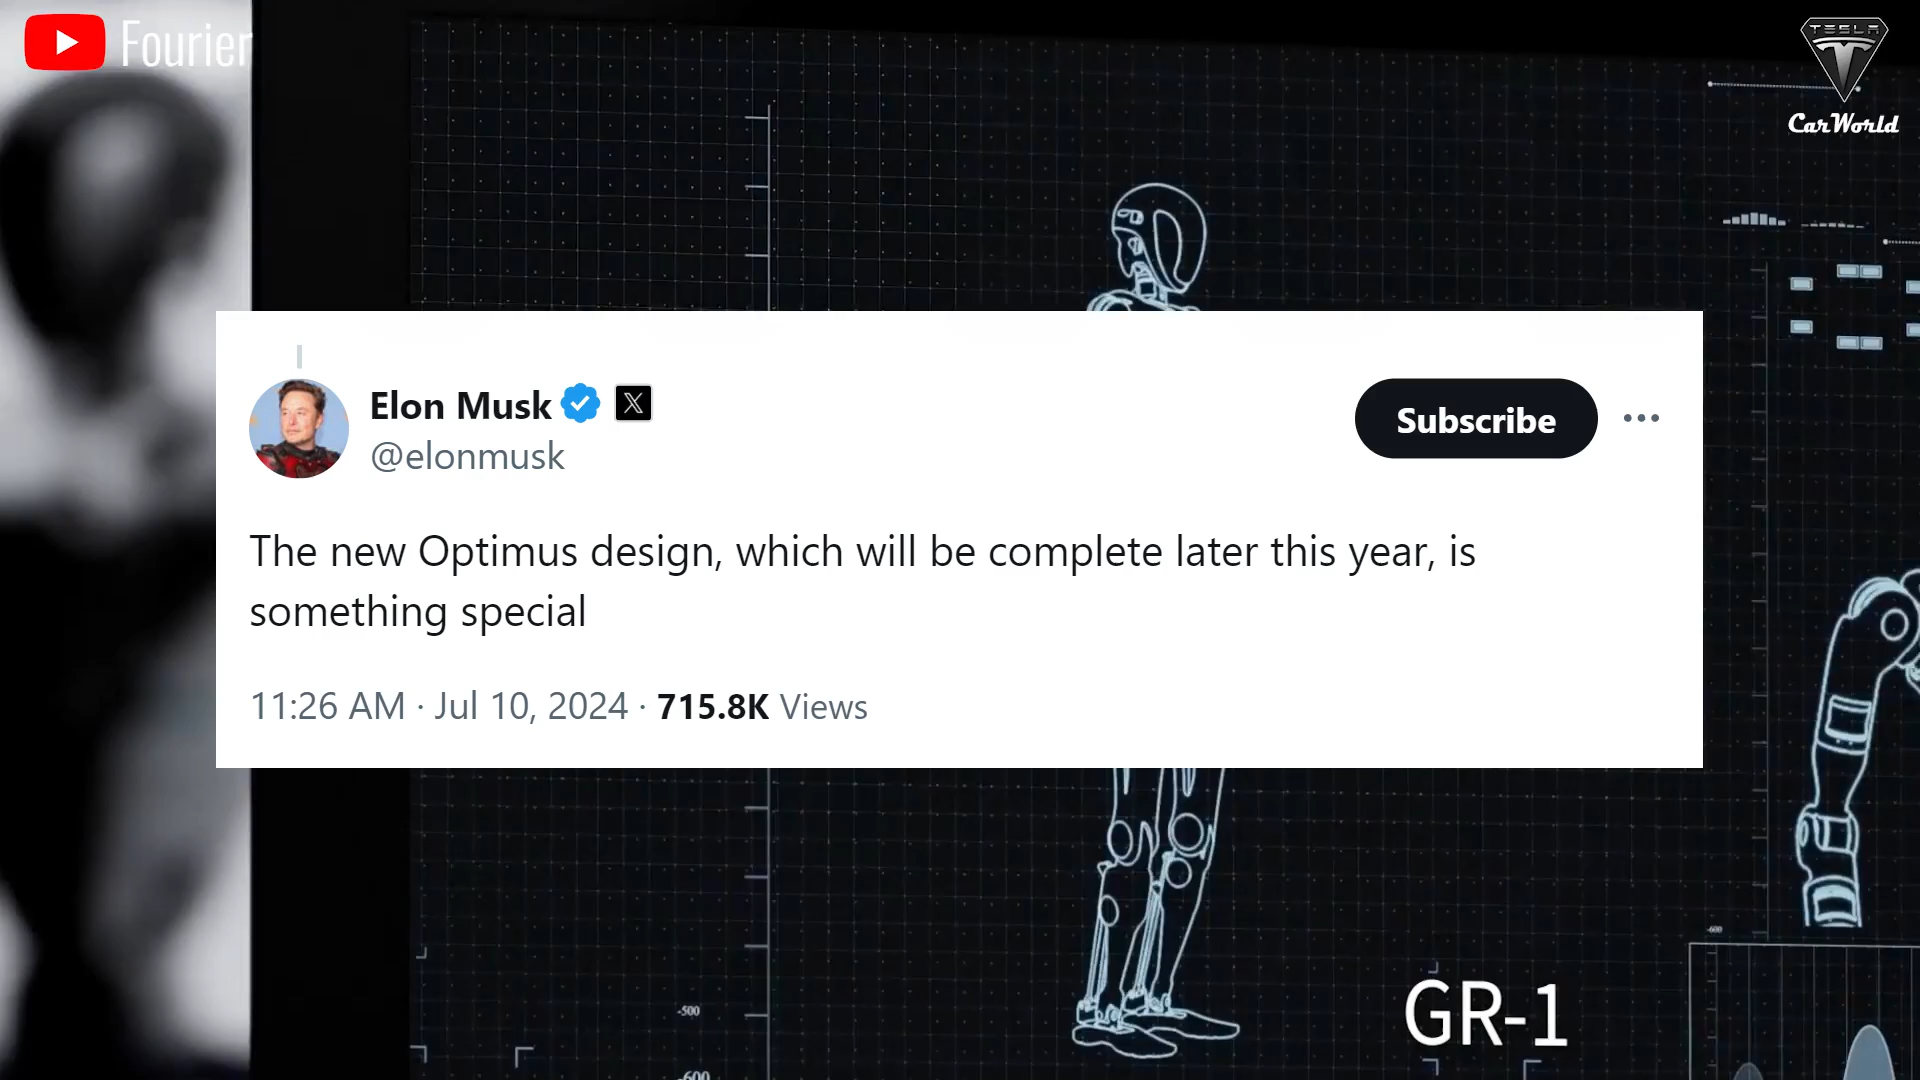 Fourier
TESLA
CarWorld
Elon Musk
@elonmusk
Subscribe
The new Optimus design, which will be complete later this year, is
something special
11:26 AM · Jul 10, 2024 · 715.8K Views
-600
GR-1
-500
-600